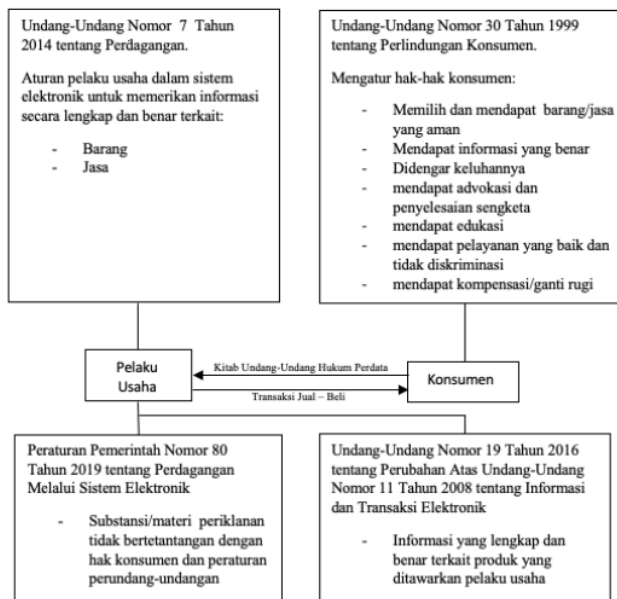 Undang-Undang Nomor 7 Tahun
2014 tentang Perdagangan.
Aturan pelaku usaha dalam sistem
elektronik untuk memerikan informasi
secara lengkap dan benar terkait:
- Barang
- Jasa
Undang-Undang Nomor 30 Tahun 1999
tentang Perlindungan Konsumen.
Mengatur hak-hak konsumen:
- Memilih dan mendapat barang/jasa
yang aman
- Mendapat informasi yang benar
- Didengar keluhannya
- mendapat advokasi dan
penyelesaian sengketa
- mendapat edukasi
- mendapat pelayanan yang baik dan
tidak diskriminasi
- mendapat kompensasi/ganti rugi
Pelaku
Usaha
Kitab Undang-Undang Hukum Perdata
Transaksi Jual – Beli
Konsumen
Peraturan Pemerintah Nomor 80
Tahun 2019 tentang Perdagangan
Melalui Sistem Elektronik
- Substansi/materi periklanan
tidak bertetantangan dengan
hak konsumen dan peraturan
perundang-undangan
Undang-Undang Nomor 19 Tahun 2016
tentang Perubahan Atas Undang-Undang
Nomor 11 Tahun 2008 tentang Informasi
dan Transaksi Elektronik
- Informasi yang lengkap dan
benar terkait produk yang
ditawarkan pelaku usaha